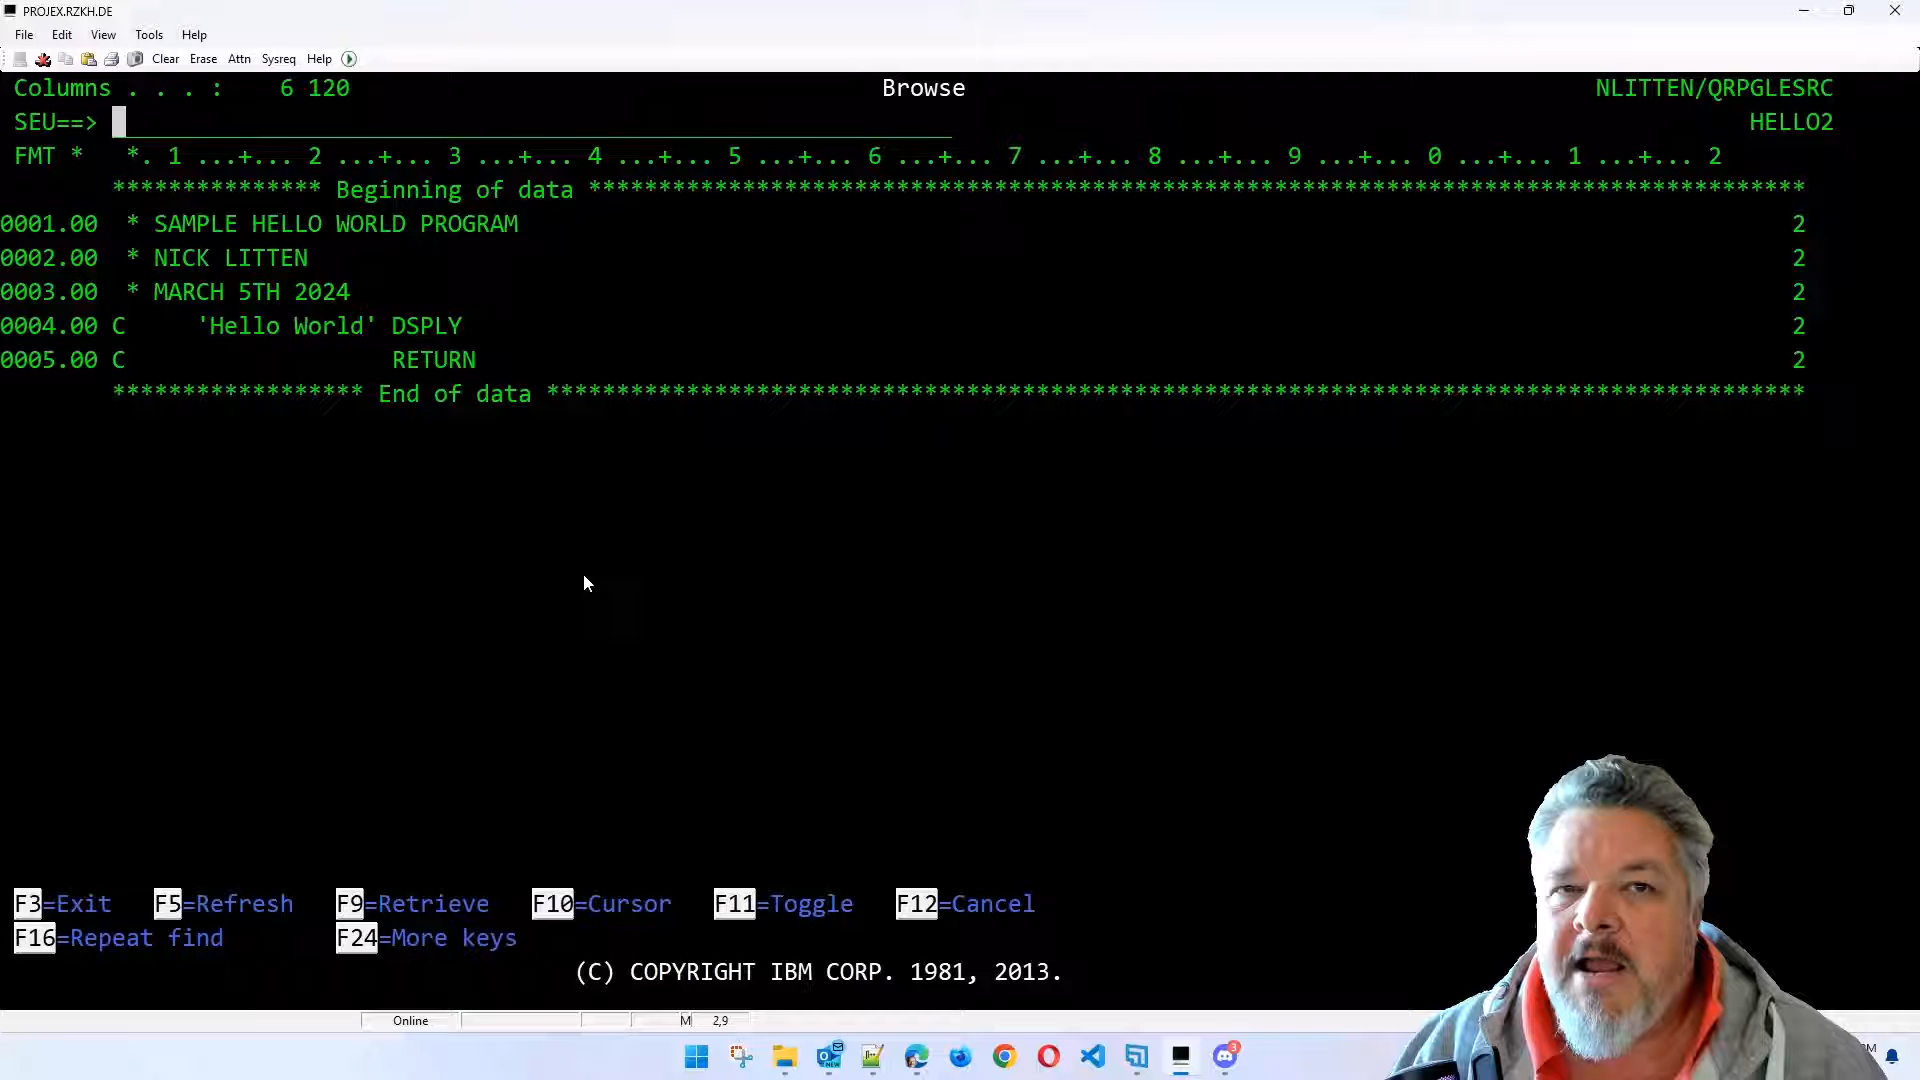 PROJEX.RZKH.DE
File Edit View Tools Help
Clear Erase Attn Sysreq Help
Columns . . . : 6 120 Browse NLITTEN/QRPGLESRC
SEU==> HELLO2
FMT * *. 1 ...+... 2 ...+... 3 ...+... 4 ...+... 5 ...+... 6 ...+... 7 ...+... 8 ...+... 9 ...+... 0 ...+... 1 ...+... 2
*************** Beginning of data ***************************************************************************************
0001.00 * SAMPLE HELLO WORLD PROGRAM 2
0002.00 * NICK LITTEN 2
0003.00 * MARCH 5TH 2024 2
0004.00 C 'Hello World' DSPLY 2
0005.00 C RETURN 2
****************** End of data ******************************************************************************************
F3=Exit F5=Refresh F9=Retrieve F10=Cursor F11=Toggle F12=Cancel
F16=Repeat find F24=More keys
(C) COPYRIGHT IBM CORP. 1981, 2013.
Online M 2,9
NEW 3